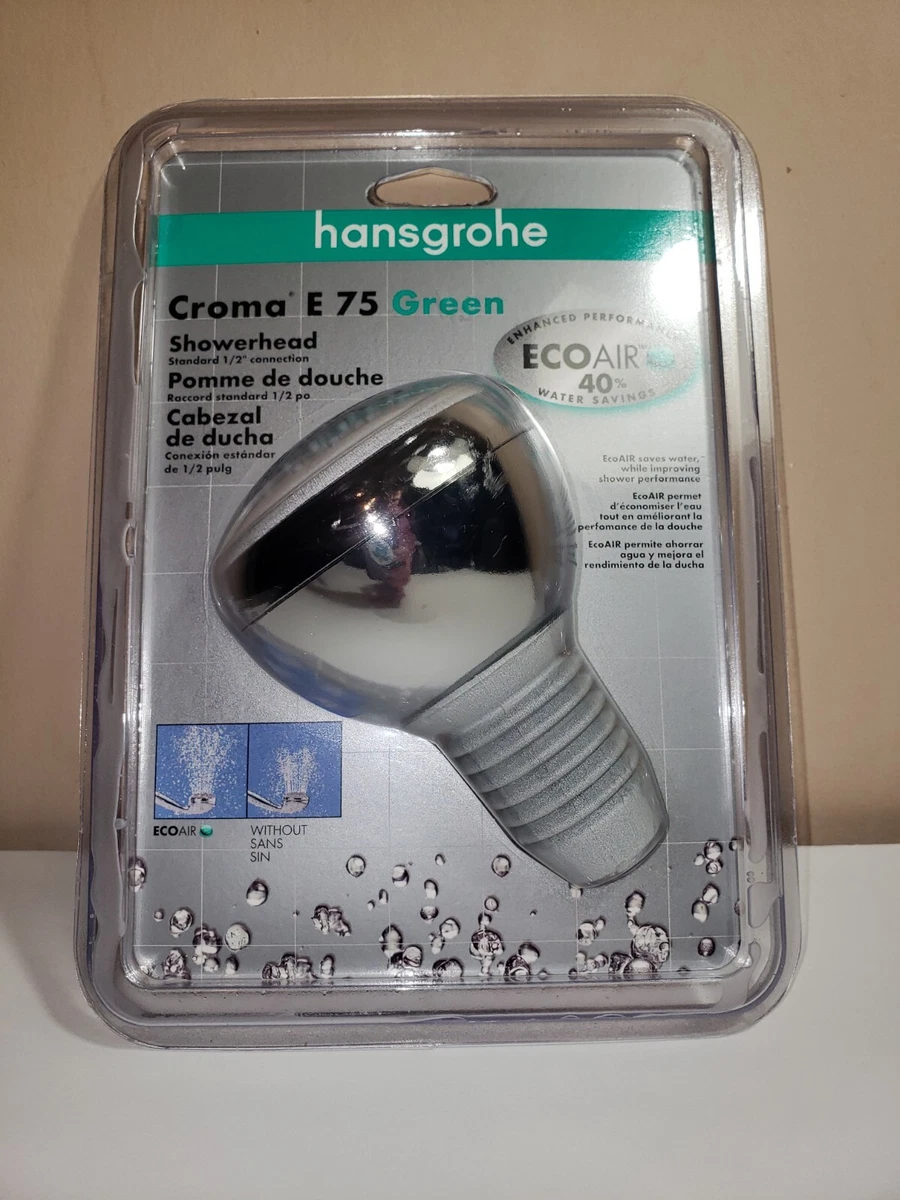 hansgrohe
Croma® E 75 Green
Showerhead
Standard 1/2" connection
Pomme de douche
Raccord standard 1/2 po
Cabezal
de ducha
Conexión estándar
de 1/2 pulg
ENHANCED PERFORMANCE
ECOAIR™
40%
WATER SAVINGS
EcoAIR saves water,
while improving
shower performance
EcoAIR permet
d'économiser l'eau
tout en améliorant la
perfomance de la douche
EcoAIR permite ahorrar
agua y mejora el
rendimiento de la ducha
ECOAIR
WITHOUT
SANS
SIN